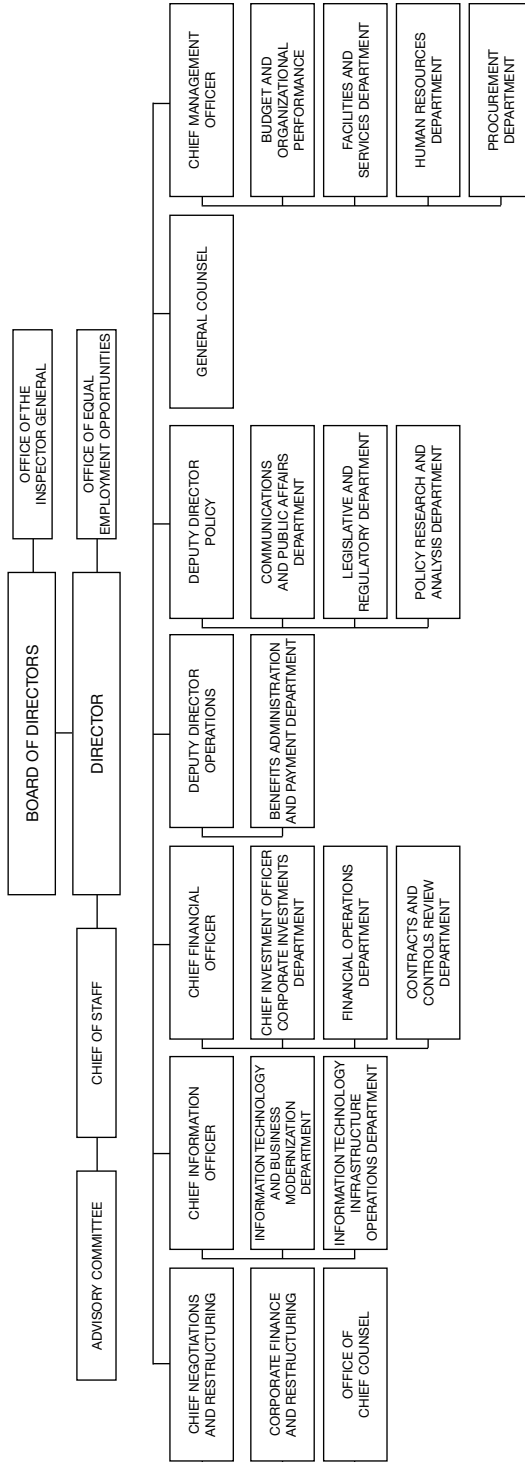 BOARD OF DIRECTORS
OFFICE OF THE
INSPECTOR GENERAL
ADVISORY COMMITTEE
CHIEF OF STAFF
DIRECTOR
OFFICE OF EQUAL
EMPLOYMENT OPPORTUNITIES
CHIEF NEGOTIATIONS
AND RESTRUCTURING
CORPORATE FINANCE
AND RESTRUCTURING
OFFICE OF
CHIEF COUNSEL
CHIEF INFORMATION
OFFICER
INFORMATION TECHNOLOGY
AND BUSINESS
MODERNIZATION
DEPARTMENT
INFORMATION TECHNOLOGY
INFRASTRUCTURE
OPERATIONS DEPARTMENT
CHIEF FINANCIAL
OFFICER
CHIEF INVESTMENT OFFICER
CORPORATE INVESTMENTS
DEPARTMENT
FINANCIAL OPERATIONS
DEPARTMENT
CONTRACTS AND
CONTROLS REVIEW
DEPARTMENT
DEPUTY DIRECTOR
OPERATIONS
BENEFITS ADMINISTRATION
AND PAYMENT DEPARTMENT
DEPUTY DIRECTOR
POLICY
COMMUNICATIONS
AND PUBLIC AFFAIRS
DEPARTMENT
LEGISLATIVE AND
REGULATORY DEPARTMENT
POLICY RESEARCH AND
ANALYSIS DEPARTMENT
GENERAL COUNSEL
CHIEF MANAGEMENT
OFFICER
BUDGET AND
ORGANIZATIONAL
PERFORMANCE
FACILITIES AND
SERVICES DEPARTMENT
HUMAN RESOURCES
DEPARTMENT
PROCUREMENT
DEPARTMENT